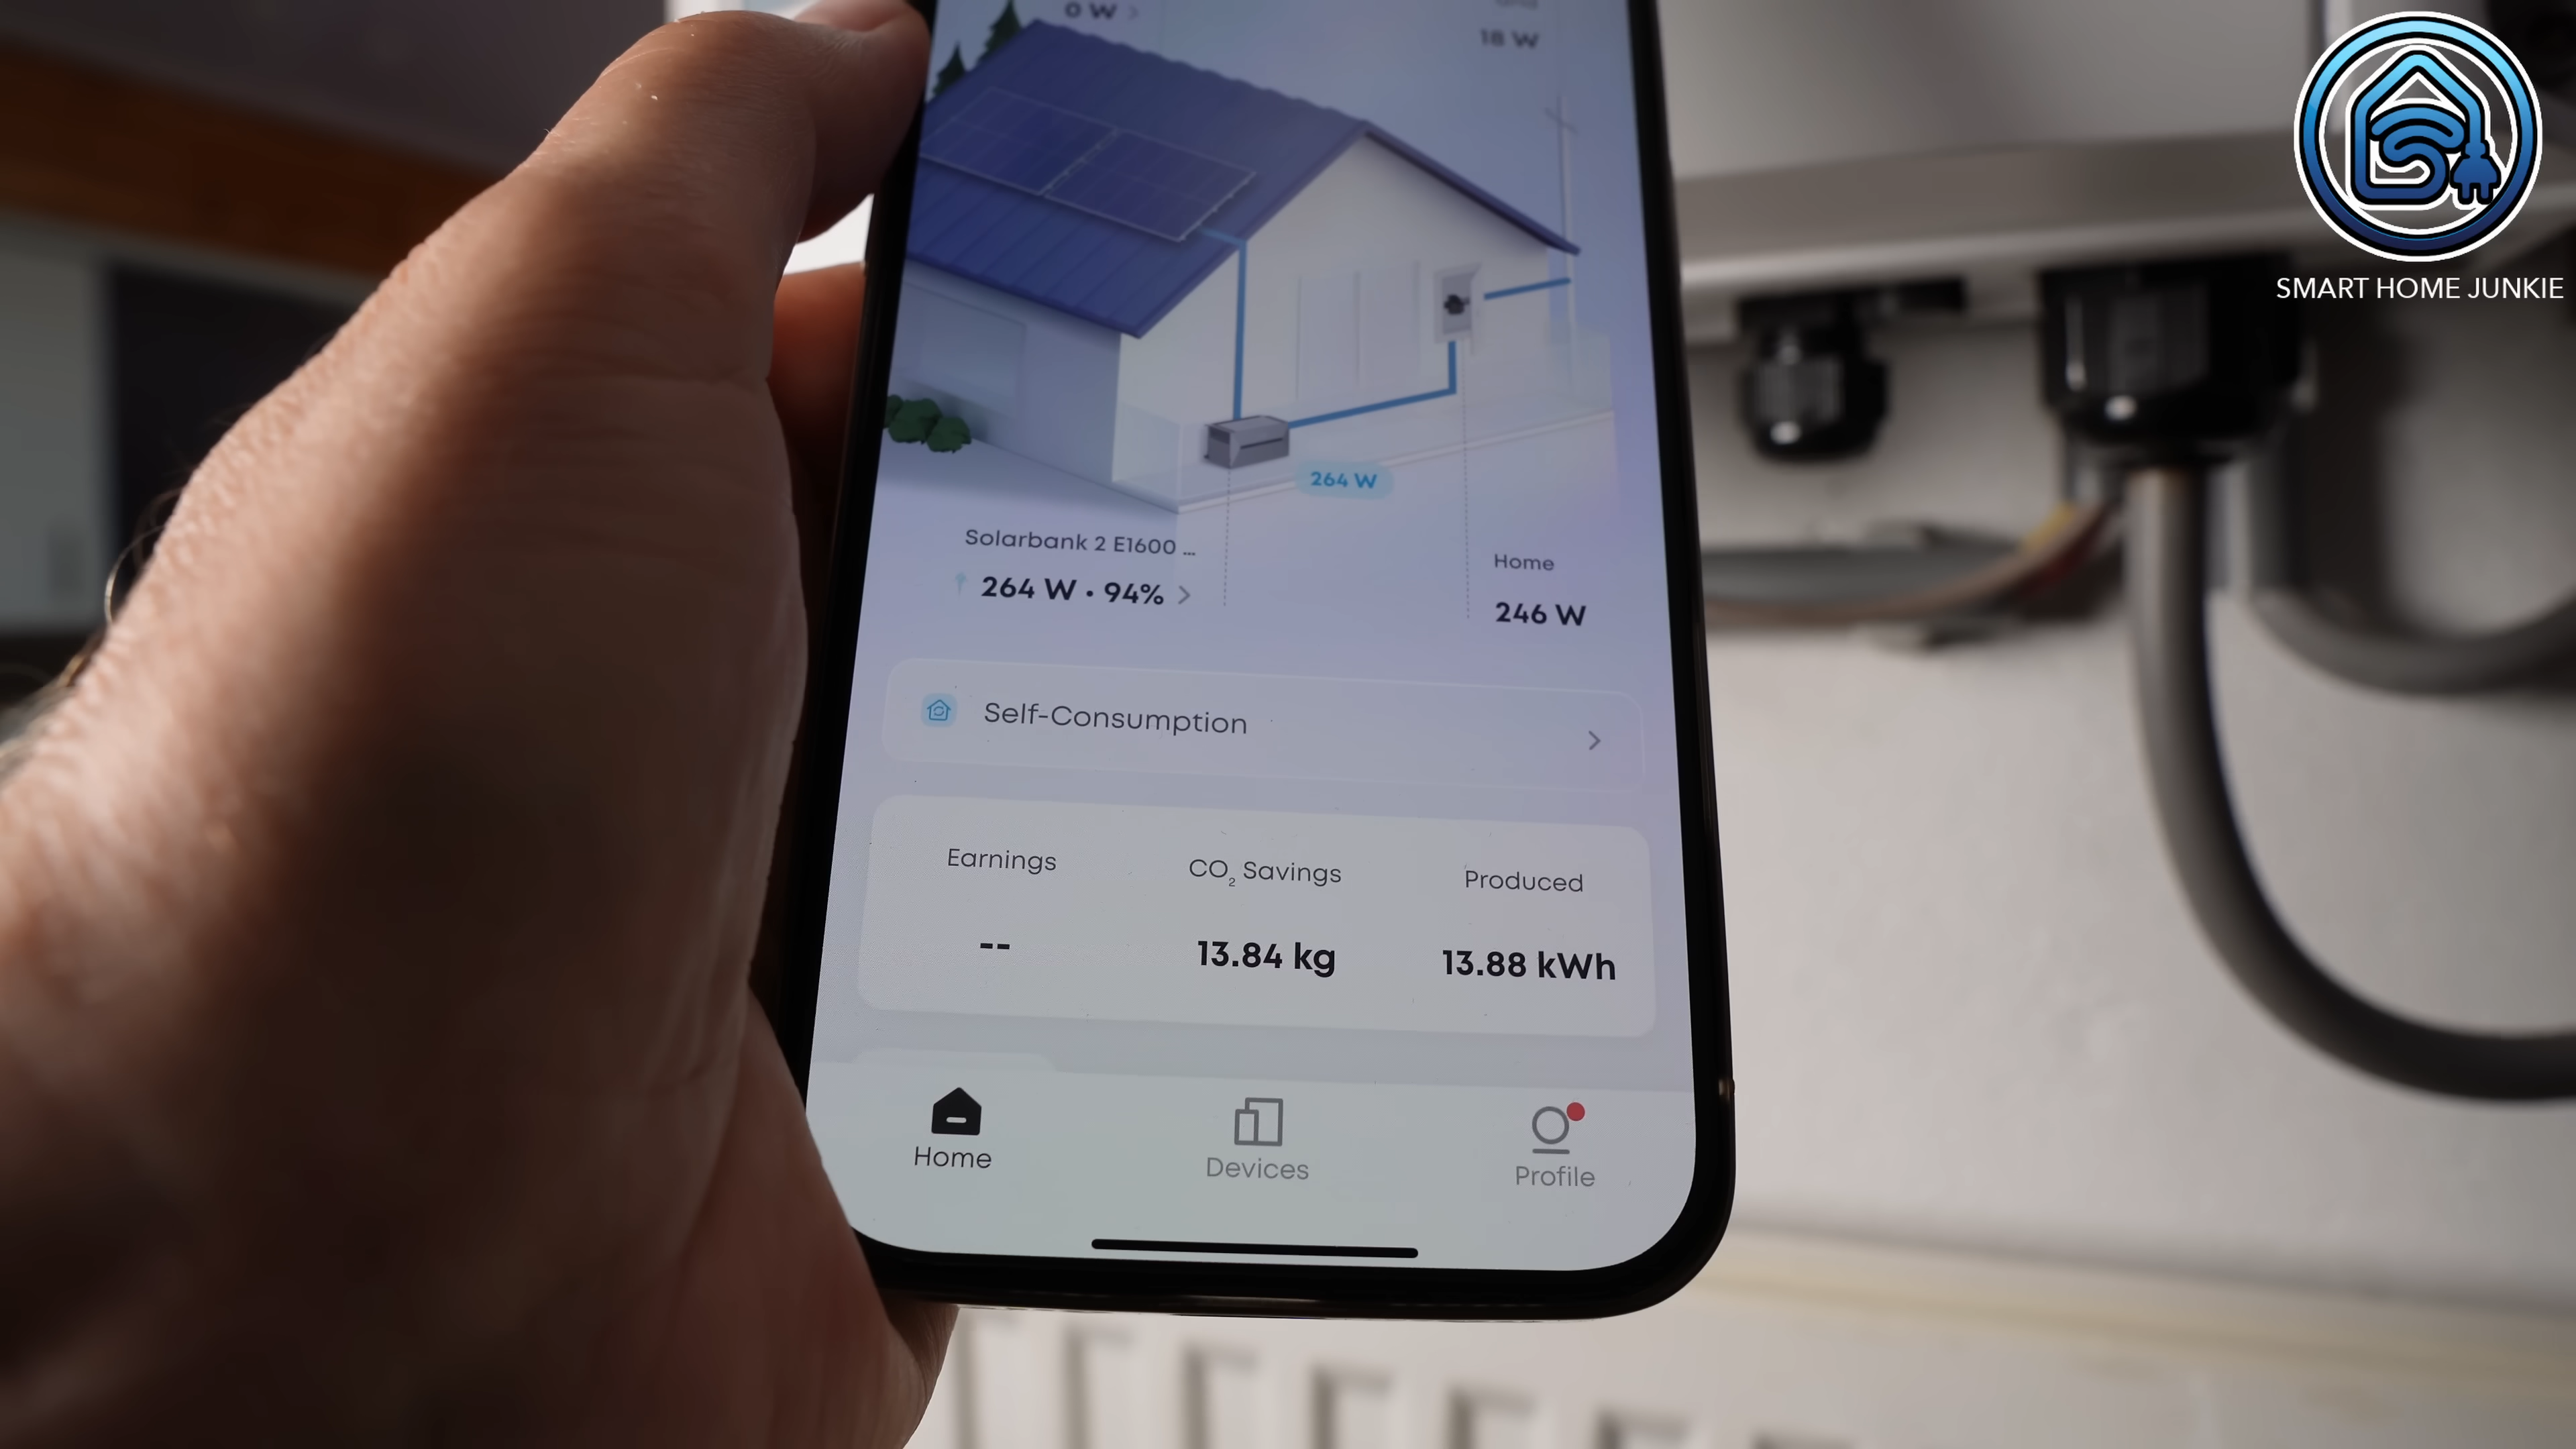 0 W >
18 W
SMART HOME JUNKIE
264 W
Solarbank 2 E1600 ...
264 W • 94% >
Home
246 W
Self-Consumption >
Earnings
CO₂ Savings
Produced
--
13.84 kg
13.88 kWh
Home
Devices
Profile